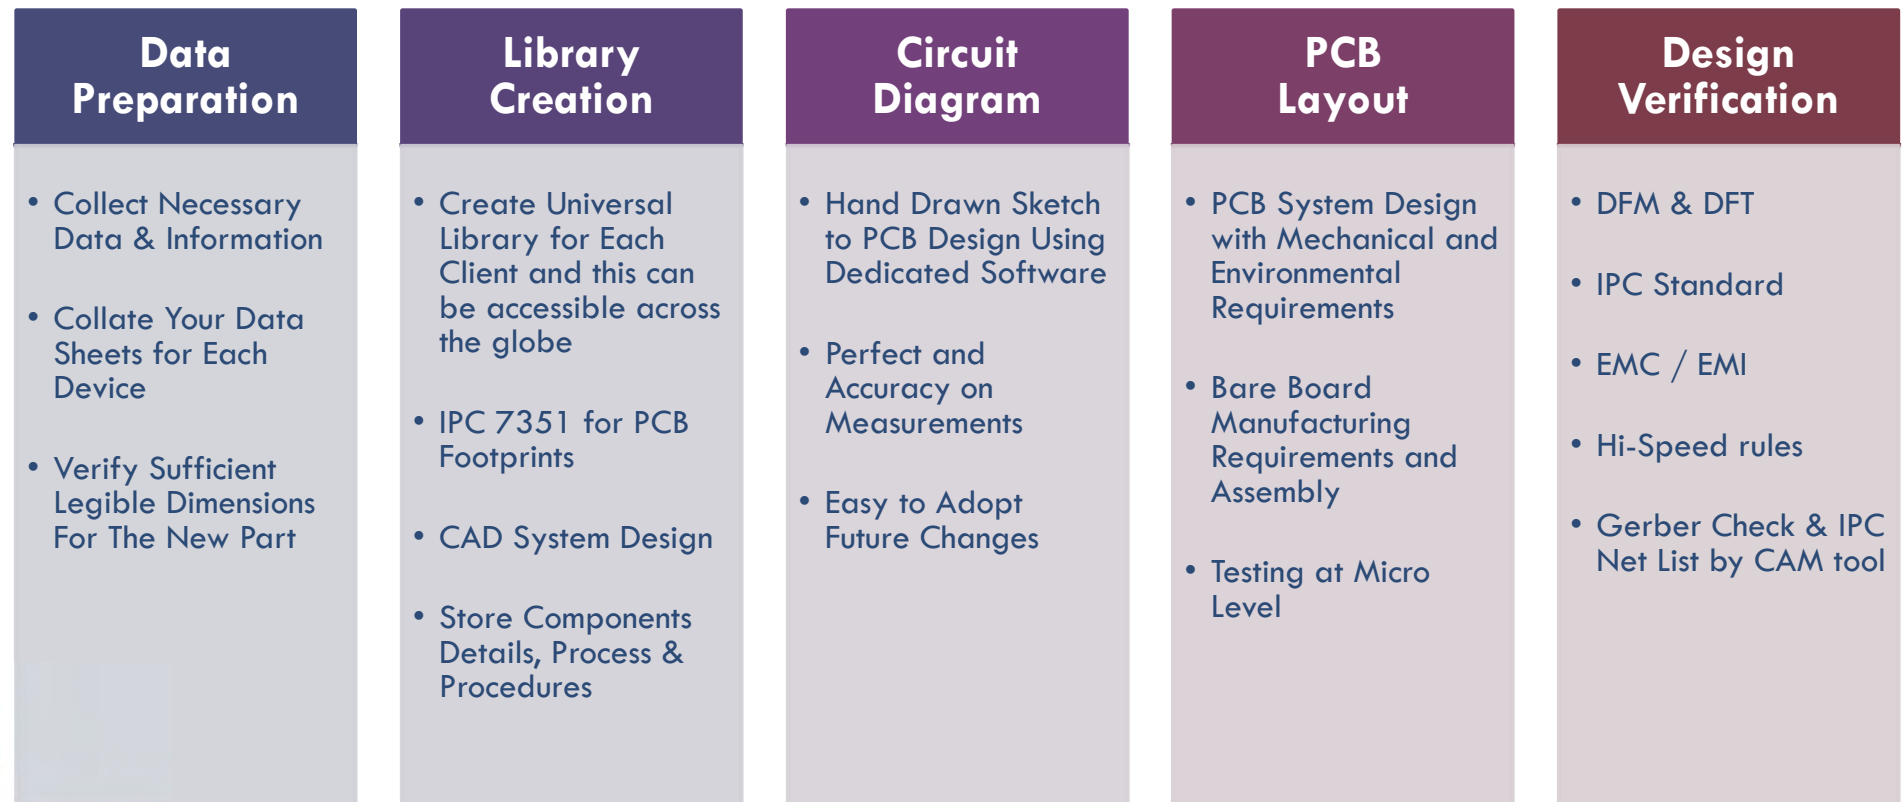 Data
Preparation
• Collect Necessary
Data & Information
• Collate Your Data
Sheets for Each
Device
• Verify Sufficient
Legible Dimensions
For The New Part
Library
Creation
• Create Universal
Library for Each
Client and this can
be accessible across
the globe
• IPC 7351 for PCB
Footprints
• CAD System Design
• Store Components
Details, Process &
Procedures
Circuit
Diagram
• Hand Drawn Sketch
to PCB Design Using
Dedicated Software
• Perfect and
Accuracy on
Measurements
• Easy to Adopt
Future Changes
PCB
Layout
• PCB System Design
with Mechanical and
Environmental
Requirements
• Bare Board
Manufacturing
Requirements and
Assembly
• Testing at Micro
Level
Design
Verification
• DFM & DFT
• IPC Standard
• EMC / EMI
• Hi-Speed rules
• Gerber Check & IPC
Net List by CAM tool